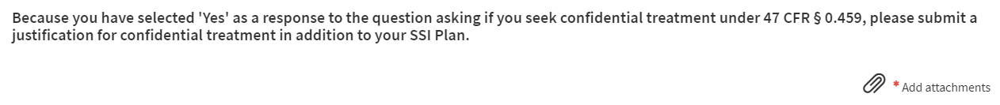 Because you have selected 'Yes' as a response to the question asking if you seek confidential treatment under 47 CFR § 0.459, please submit a
justification for confidential treatment in addition to your SSI Plan.
* Add attachments